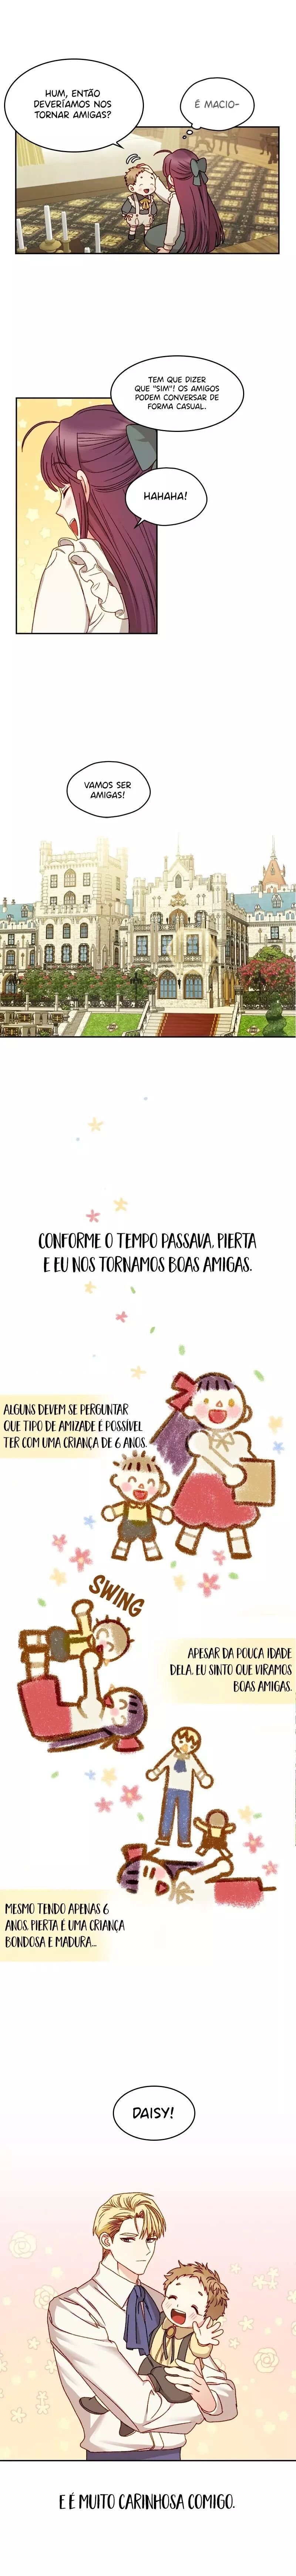 HUM, ENTÃO
DEVERÍAMOS NOS
TORNAR AMIGAS?
É MACIO~
TEM QUE DIZER
QUE "SIM"! OS AMIGOS
PODEM CONVERSAR DE
FORMA CASUAL.
HAHAHA!
VAMOS SER
AMIGAS!
CONFORME O TEMPO PASSAVA, PIERTA
E EU NOS TORNAMOS BOAS AMIGAS.
ALGUNS DEVEM SE PERGUNTAR
QUE TIPO DE AMIZADE É POSSÍVEL
TER COM UMA CRIANÇA DE 6 ANOS.
SWING
APESAR DA POUCA IDADE
DELA, EU SINTO QUE VIRAMOS
BOAS AMIGAS.
MESMO TENDO APENAS 6
ANOS, PIERTA É UMA CRIANÇA
BONDOSA E MADURA...
DAISY!
E É MUITO CARINHOSA COMIGO.